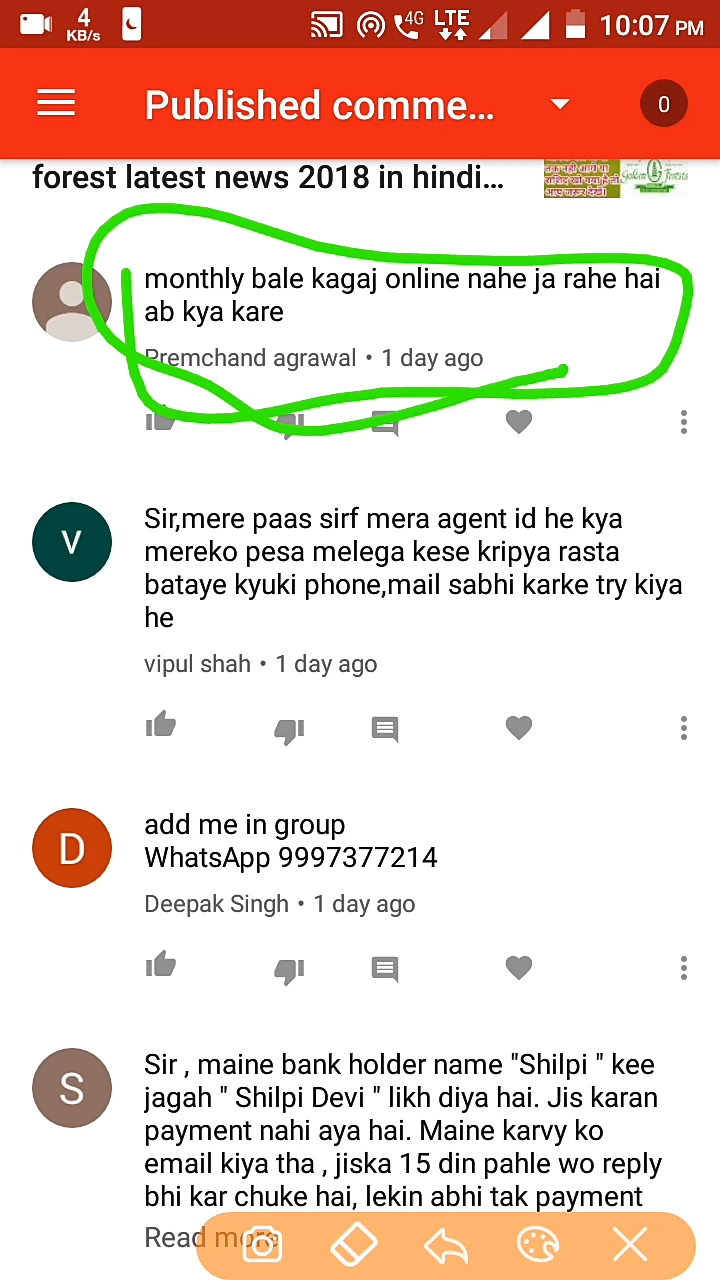 4
KB/s
4G
LTE
10:07 PM
Published comme...
0
forest latest news 2018 in hindi...
monthly bale kagaj online nahe ja rahe hai
ab kya kare
Premchand agrawal • 1 day ago
V
Sir,mere paas sirf mera agent id he kya
mereko pesa melega kese kripya rasta
bataye kyuki phone,mail sabhi karke try kiya
he
vipul shah • 1 day ago
D
add me in group
WhatsApp 9997377214
Deepak Singh • 1 day ago
S
Sir , maine bank holder name "Shilpi " kee
jagah " Shilpi Devi " likh diya hai. Jis karan
payment nahi aya hai. Maine karvy ko
email kiya tha , jiska 15 din pahle wo reply
bhi kar chuke hai, lekin abhi tak payment
Read more